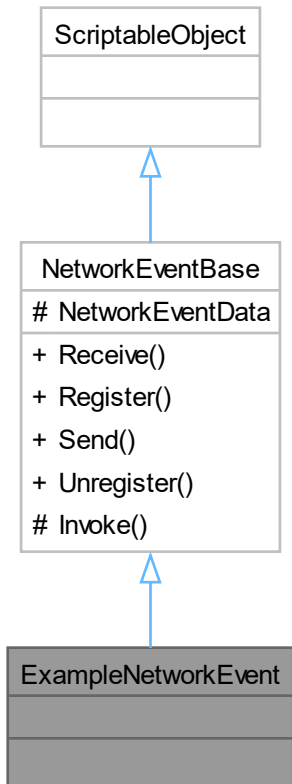 ScriptableObject
NetworkEventBase
# NetworkEventData
+ Receive()
+ Register()
+ Send()
+ Unregister()
# Invoke()
ExampleNetworkEvent